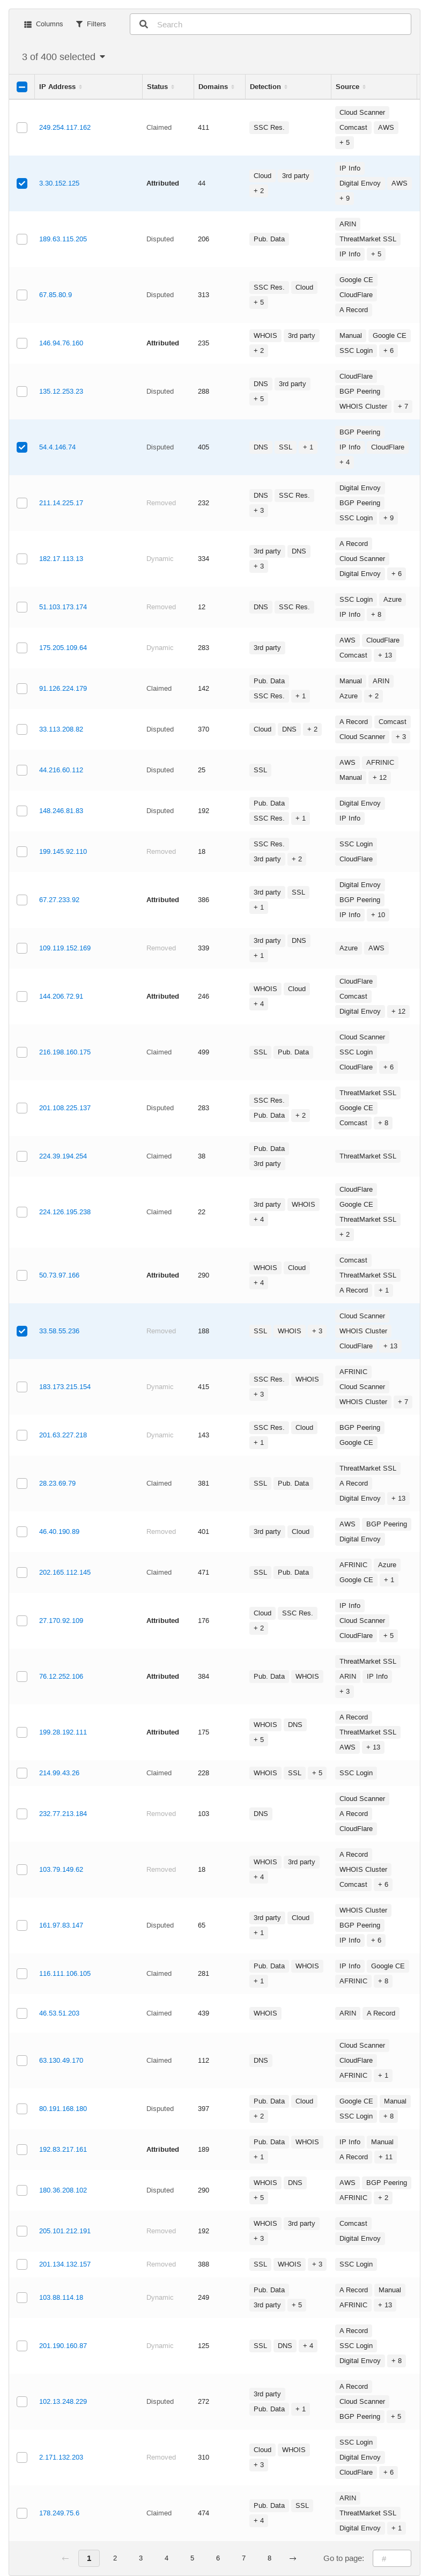 Columns Filters Search
3 of 400 selected
IP Address Status Domains Detection Source
249.254.117.162 Claimed 411 SSC Res. Cloud Scanner Comcast AWS + 5
3.30.152.125 Attributed 44 Cloud 3rd party + 2 IP Info Digital Envoy AWS + 9
189.63.115.205 Disputed 206 Pub. Data ARIN ThreatMarket SSL IP Info + 5
67.85.80.9 Disputed 313 SSC Res. Cloud + 5 Google CE CloudFlare A Record
146.94.76.160 Attributed 235 WHOIS 3rd party + 2 Manual Google CE SSC Login + 6
135.12.253.23 Disputed 288 DNS 3rd party + 5 CloudFlare BGP Peering WHOIS Cluster + 7
54.4.146.74 Disputed 405 DNS SSL + 1 BGP Peering IP Info CloudFlare + 4
211.14.225.17 Removed 232 DNS SSC Res. + 3 Digital Envoy BGP Peering SSC Login + 9
182.17.113.13 Dynamic 334 3rd party DNS + 3 A Record Cloud Scanner Digital Envoy + 6
51.103.173.174 Removed 12 DNS SSC Res. SSC Login Azure IP Info + 8
175.205.109.64 Dynamic 283 3rd party AWS CloudFlare Comcast + 13
91.126.224.179 Claimed 142 Pub. Data SSC Res. + 1 Manual ARIN Azure + 2
33.113.208.82 Disputed 370 Cloud DNS + 2 A Record Comcast Cloud Scanner + 3
44.216.60.112 Disputed 25 SSL AWS AFRINIC Manual + 12
148.246.81.83 Disputed 192 Pub. Data SSC Res. + 1 Digital Envoy IP Info
199.145.92.110 Removed 18 SSC Res. 3rd party + 2 SSC Login CloudFlare
67.27.233.92 Attributed 386 3rd party SSL + 1 Digital Envoy BGP Peering IP Info + 10
109.119.152.169 Removed 339 3rd party DNS + 1 Azure AWS
144.206.72.91 Attributed 246 WHOIS Cloud + 4 CloudFlare Comcast Digital Envoy + 12
216.198.160.175 Claimed 499 SSL Pub. Data Cloud Scanner SSC Login CloudFlare + 6
201.108.225.137 Disputed 283 SSC Res. Pub. Data + 2 ThreatMarket SSL Google CE Comcast + 8
224.39.194.254 Claimed 38 Pub. Data 3rd party ThreatMarket SSL
224.126.195.238 Claimed 22 3rd party WHOIS + 4 CloudFlare Google CE ThreatMarket SSL + 2
50.73.97.166 Attributed 290 WHOIS Cloud + 4 Comcast ThreatMarket SSL A Record + 1
33.58.55.236 Removed 188 SSL WHOIS + 3 Cloud Scanner WHOIS Cluster CloudFlare + 13
183.173.215.154 Dynamic 415 SSC Res. WHOIS + 3 AFRINIC Cloud Scanner WHOIS Cluster + 7
201.63.227.218 Dynamic 143 SSC Res. Cloud + 1 BGP Peering Google CE
28.23.69.79 Claimed 381 SSL Pub. Data ThreatMarket SSL A Record Digital Envoy + 13
46.40.190.89 Removed 401 3rd party Cloud AWS BGP Peering Digital Envoy
202.165.112.145 Claimed 471 SSL Pub. Data AFRINIC Azure Google CE + 1
27.170.92.109 Attributed 176 Cloud SSC Res. + 2 IP Info Cloud Scanner CloudFlare + 5
76.12.252.106 Attributed 384 Pub. Data WHOIS ThreatMarket SSL ARIN IP Info + 3
199.28.192.111 Attributed 175 WHOIS DNS + 5 A Record ThreatMarket SSL AWS + 13
214.99.43.26 Claimed 228 WHOIS SSL + 5 SSC Login
232.77.213.184 Removed 103 DNS Cloud Scanner A Record CloudFlare
103.79.149.62 Removed 18 WHOIS 3rd party + 4 A Record WHOIS Cluster Comcast + 6
161.97.83.147 Disputed 65 3rd party Cloud + 1 WHOIS Cluster BGP Peering IP Info + 6
116.111.106.105 Claimed 281 Pub. Data WHOIS + 1 IP Info Google CE AFRINIC + 8
46.53.51.203 Claimed 439 WHOIS ARIN A Record
63.130.49.170 Claimed 112 DNS Cloud Scanner CloudFlare AFRINIC + 1
80.191.168.180 Disputed 397 Pub. Data Cloud + 2 Google CE Manual SSC Login + 8
192.83.217.161 Attributed 189 Pub. Data WHOIS + 1 IP Info Manual A Record + 11
180.36.208.102 Disputed 290 WHOIS DNS + 5 AWS BGP Peering AFRINIC + 2
205.101.212.191 Removed 192 WHOIS 3rd party + 3 Comcast Digital Envoy
201.134.132.157 Removed 388 SSL WHOIS + 3 SSC Login
103.88.114.18 Dynamic 249 Pub. Data 3rd party + 5 A Record Manual AFRINIC + 13
201.190.160.87 Dynamic 125 SSL DNS + 4 A Record SSC Login Digital Envoy + 8
102.13.248.229 Disputed 272 3rd party Pub. Data + 1 A Record Cloud Scanner BGP Peering + 5
2.171.132.203 Removed 310 Cloud WHOIS + 3 SSC Login Digital Envoy CloudFlare + 6
178.249.75.6 Claimed 474 Pub. Data SSL + 4 ARIN ThreatMarket SSL Digital Envoy + 1
← 1 2 3 4 5 6 7 8 → Go to page: #